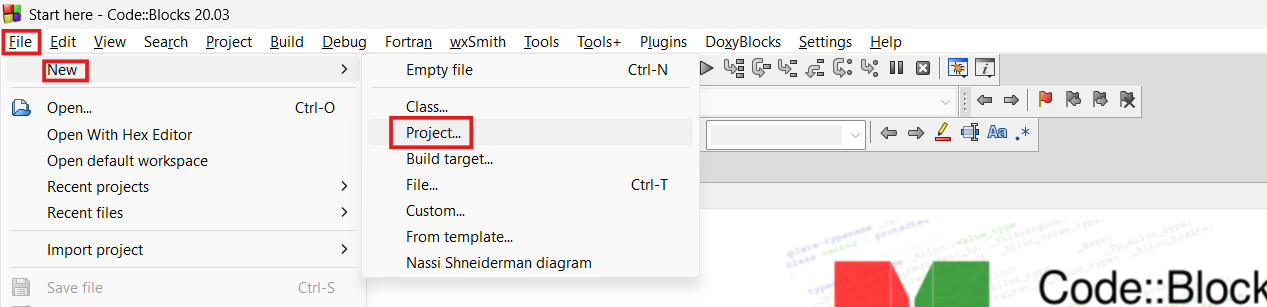 Start here - Code::Blocks 20.03
File Edit View Search Project Build Debug Fortran wxSmith Tools Tools+ Plugins DoxyBlocks Settings Help
New
Empty file Ctrl-N
Class...
Open... Ctrl-O
Project...
Open With Hex Editor
Build target...
Open default workspace
File... Ctrl-T
Recent projects
Custom...
Recent files
From template...
Import project
Nassi Shneiderman diagram
Save file Ctrl-S
Aa .*
Code::Block